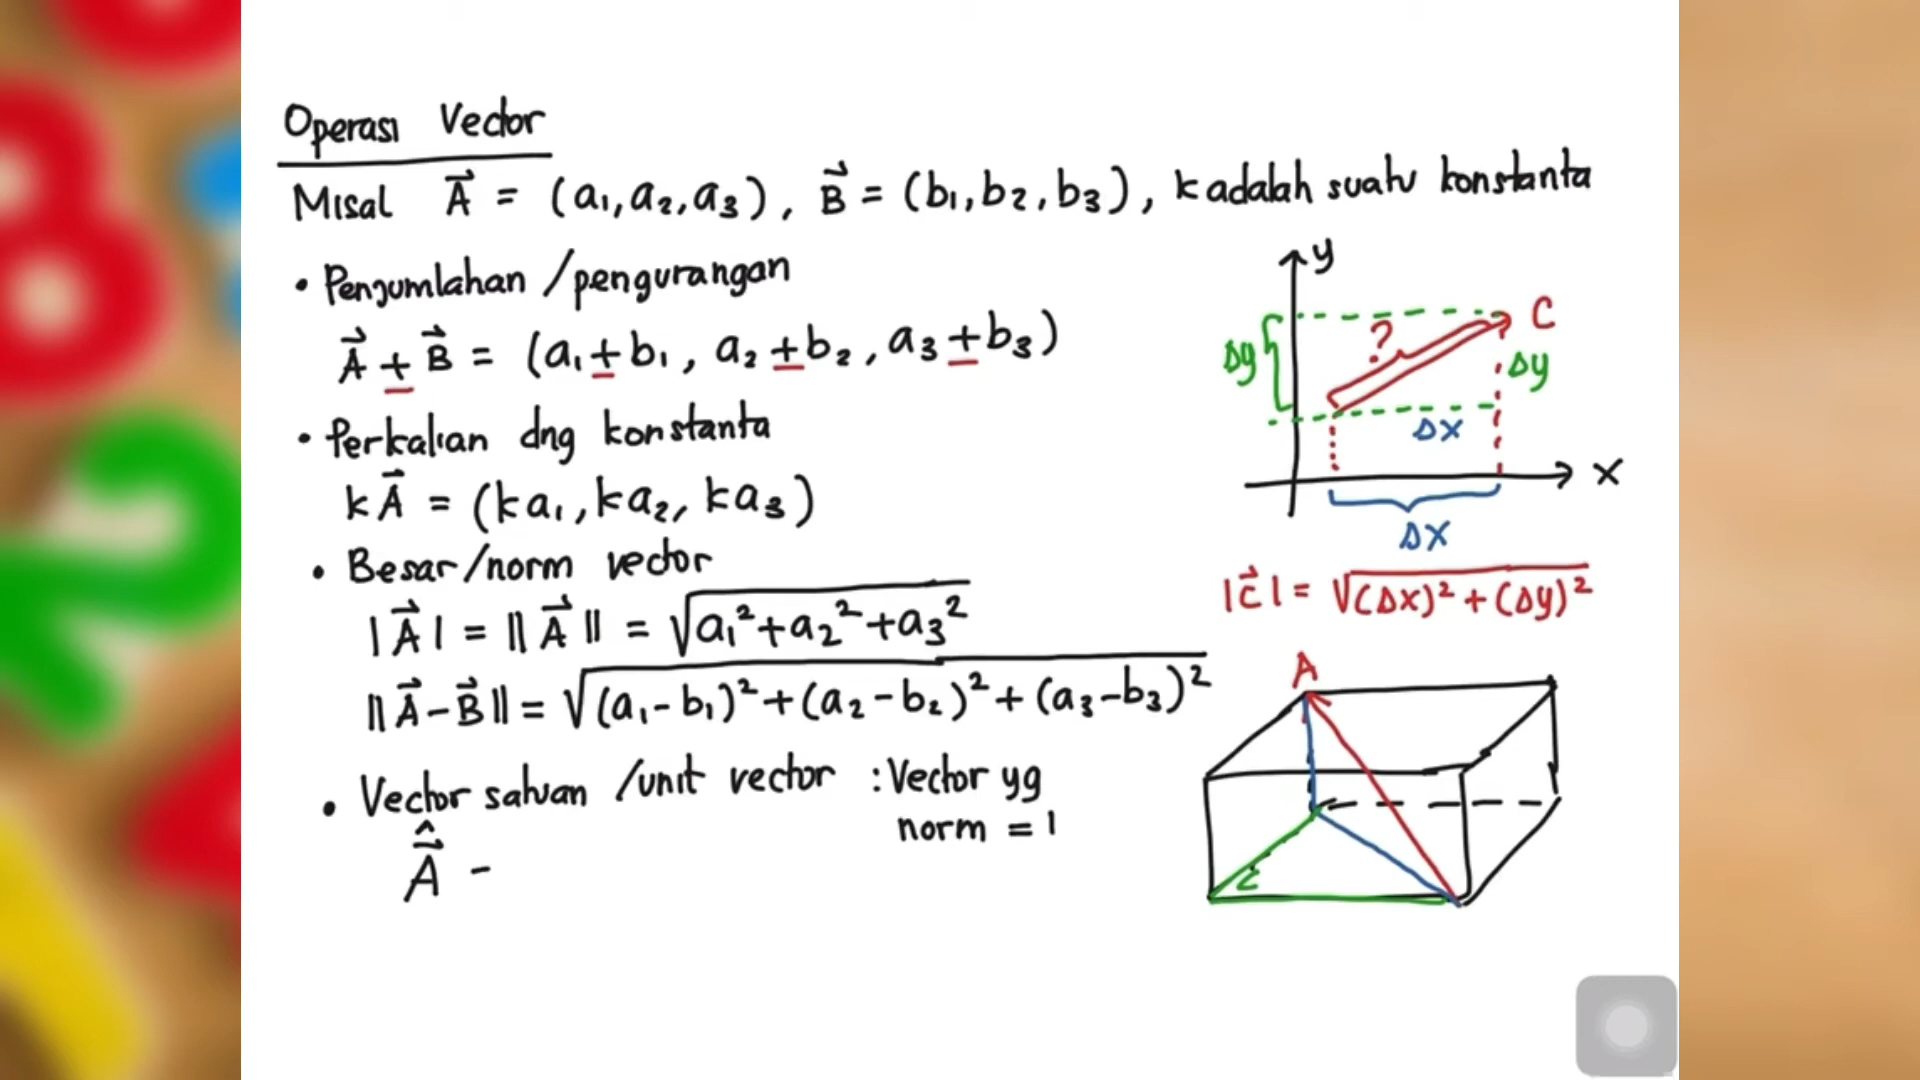 Operasi Vector
Misal A⃗ = (a₁, a₂, a₃), B⃗ = (b₁, b₂, b₃), k adalah suatu konstanta
• Penjumlahan / pengurangan
A⃗ ± B⃗ = (a₁ ± b₁, a₂ ± b₂, a₃ ± b₃)
• Perkalian dng konstanta
kA⃗ = (ka₁, ka₂, ka₃)
• Besar/norm vector
|A⃗| = ||A⃗|| = √(a₁² + a₂² + a₃²)
||A⃗ - B⃗|| = √((a₁ - b₁)² + (a₂ - b₂)² + (a₃ - b₃)²)
• Vector satuan /unit vector : Vector yg
norm = 1
Â⃗ -
y
C
?
Δy
Δy
Δx
x
Δx
|c⃗| = √((Δx)² + (Δy)²)
A